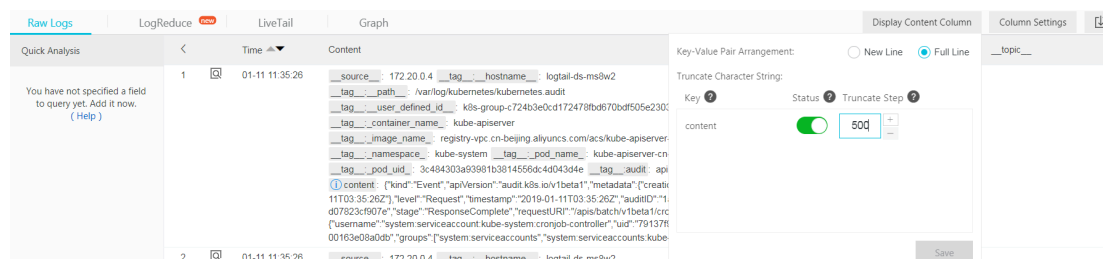 Raw Logs LogReduce new LiveTail Graph Display Content Column Column Settings
Quick Analysis < Time Content Key-Value Pair Arrangement: New Line Full Line __topic__
You have not specified a field
to query yet. Add it now.
( Help )
1 01-11 11:35:26 __source__: 172.20.0.4 __tag__:__hostname__: logtail-ds-ms8w2
__tag__:__path__: /var/log/kubernetes/kubernetes.audit
__tag__:__user_defined_id__: k8s-group-c724b3e0cd172478fbd670bdf505e2303
__tag__:_container_name_: kube-apiserver
__tag__:_image_name_: registry-vpc.cn-beijing.aliyuncs.com/acs/kube-apiserver-
__tag__:_namespace_: kube-system __tag__:_pod_name_: kube-apiserver-cn
__tag__:_pod_uid_: 3c484303a93981b3814556dc4d043d4e __tag__:audit: api
content: {"kind":"Event","apiVersion":"audit.k8s.io/v1beta1","metadata":{"creatio
11T03:35:26Z"},"level":"Request","timestamp":"2019-01-11T03:35:26Z","auditID":"1
d07823cf907e","stage":"ResponseComplete","requestURI":"/apis/batch/v1beta1/cro
{"username":"system:serviceaccount:kube-system:cronjob-controller","uid":"79137f
00163e08a0db","groups":["system:serviceaccounts","system:serviceaccounts:kube-
Truncate Character String:
Key ? Status ? Truncate Step ?
content 500 + −
Save
2 01-11 11:35:26 __source__: 172.20.0.4 __tag__:__hostname__: logtail-ds-ms8w2